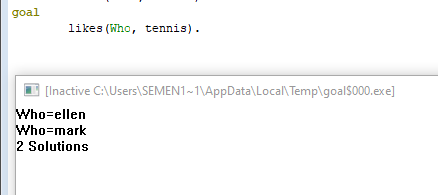 goal
likes(Who, tennis).
[Inactive C:\Users\SEMEN1~1\AppData\Local\Temp\goal$000.exe]
Who=ellen
Who=mark
2 Solutions